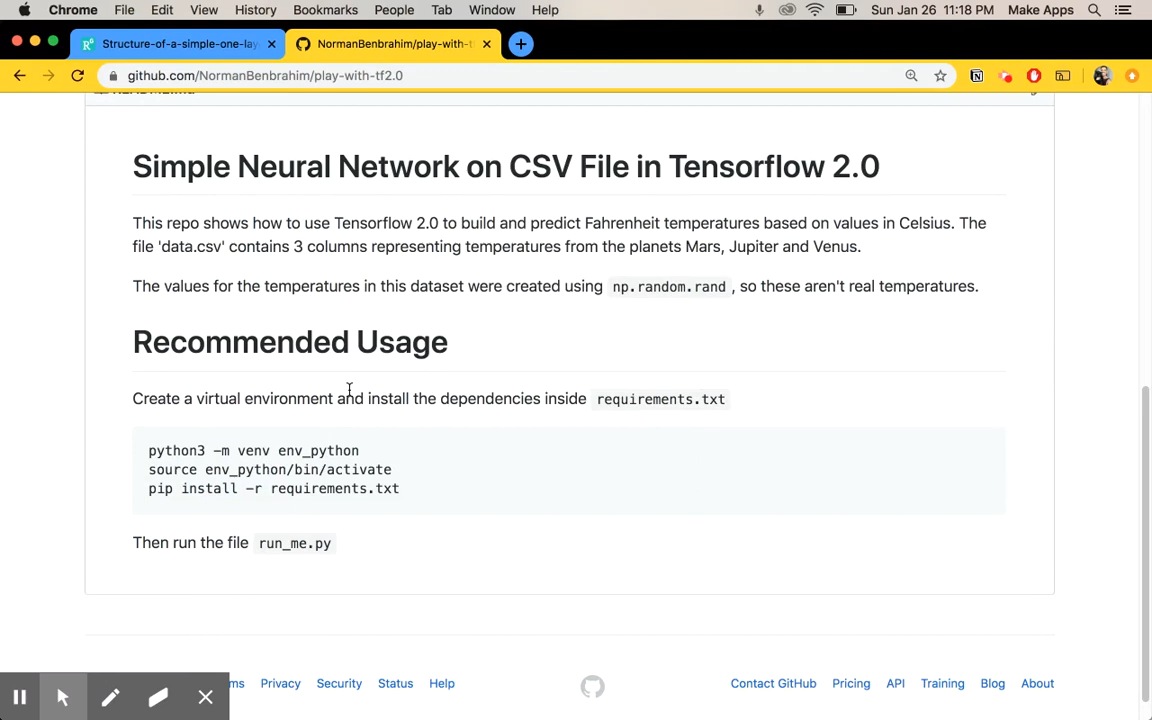 Chrome File Edit View History Bookmarks People Tab Window Help Sun Jan 26 11:18 PM Make Apps
Structure-of-a-simple-one-lay NormanBenbrahim/play-with-t
github.com/NormanBenbrahim/play-with-tf2.0
Simple Neural Network on CSV File in Tensorflow 2.0
This repo shows how to use Tensorflow 2.0 to build and predict Fahrenheit temperatures based on values in Celsius. The
file 'data.csv' contains 3 columns representing temperatures from the planets Mars, Jupiter and Venus.
The values for the temperatures in this dataset were created using np.random.rand , so these aren't real temperatures.
Recommended Usage
Create a virtual environment and install the dependencies inside requirements.txt
python3 -m venv env_python
source env_python/bin/activate
pip install -r requirements.txt
Then run the file run_me.py
ms Privacy Security Status Help Contact GitHub Pricing API Training Blog About